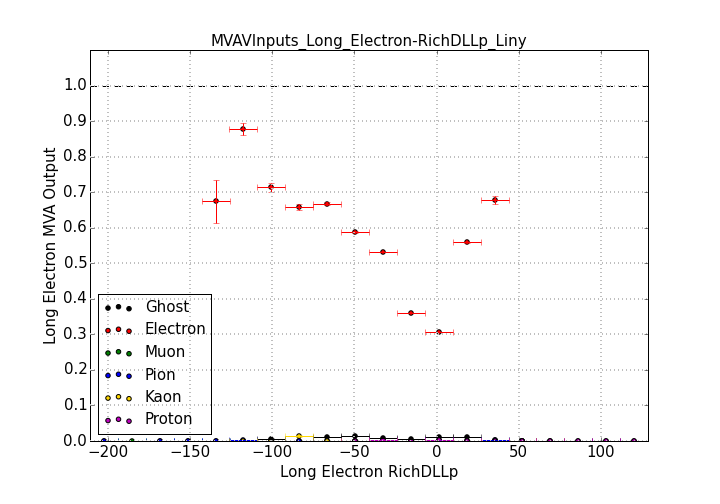 MVAVInputs_Long_Electron-RichDLLp_Liny
Long Electron MVA Output
1.0
0.9
0.8
0.7
0.6
0.5
0.4
0.3
0.2
0.1
0.0
Ghost
Electron
Muon
Pion
Kaon
Proton
−200 −150 −100 −50 0 50 100
Long Electron RichDLLp